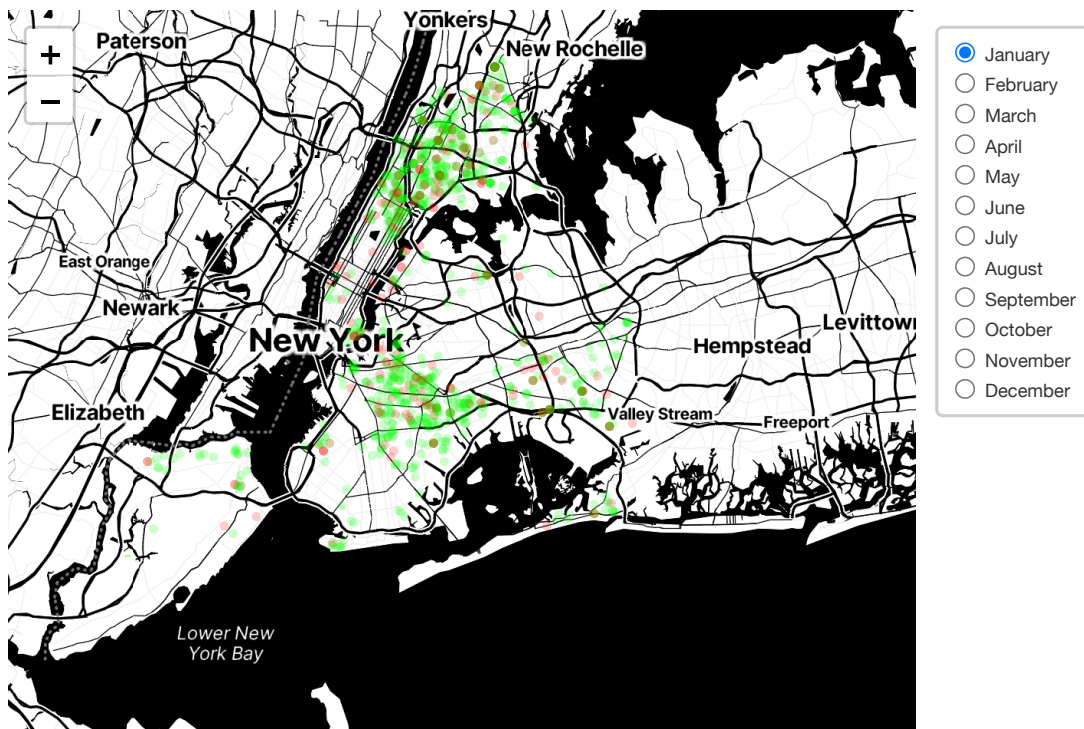 +
−
Yonkers
Paterson
New Rochelle
East Orange
Newark
New York
Levittown
Hempstead
Elizabeth
Valley Stream
Freeport
Lower New
York Bay
January
February
March
April
May
June
July
August
September
October
November
December